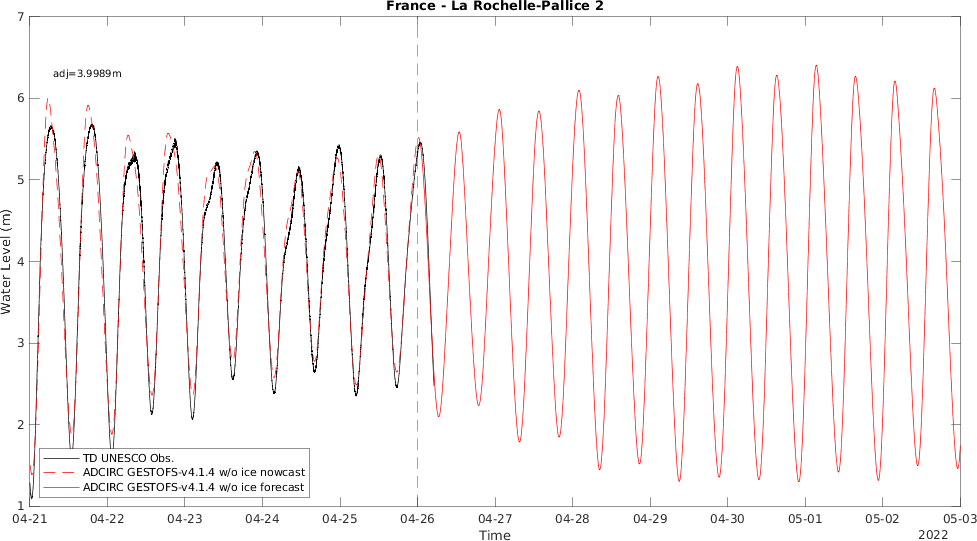 France - La Rochelle-Pallice 2
adj=3.9989m
7
6
5
4
3
2
1
Water Level (m)
TD UNESCO Obs.
ADCIRC GESTOFS-v4.1.4 w/o ice nowcast
ADCIRC GESTOFS-v4.1.4 w/o ice forecast
04-21 04-22 04-23 04-24 04-25 04-26 04-27 04-28 04-29 04-30 05-01 05-02 05-03
Time
2022